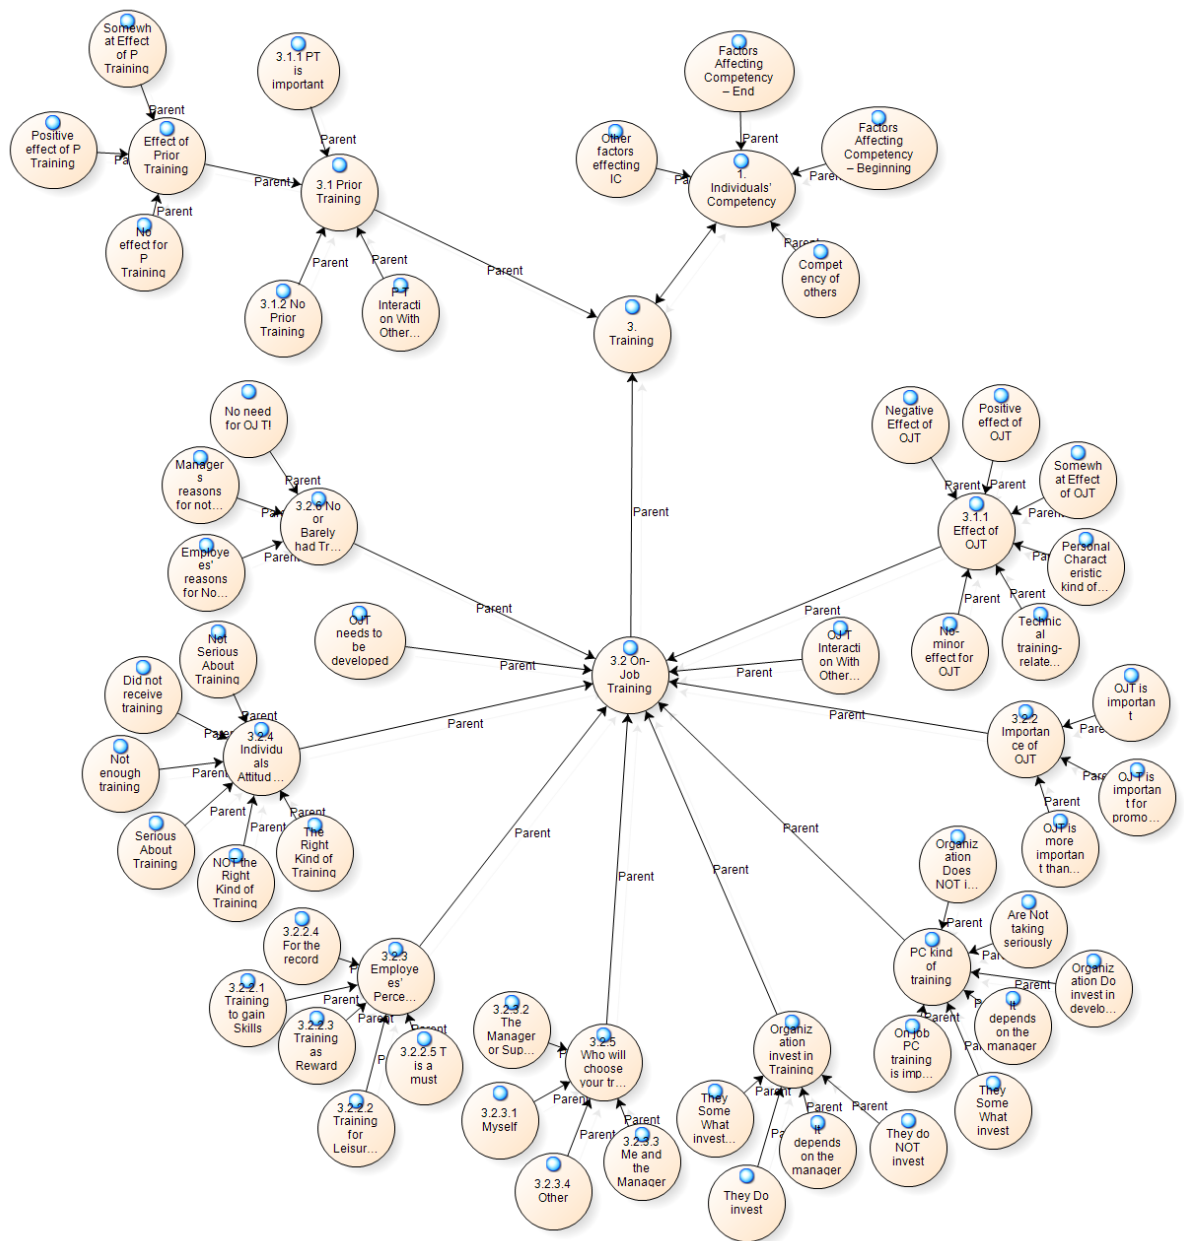 Somewh
at Effect
of P
Training
3.1.1 PT
is
important
Factors
Affecting
Competency
– End
Parent
Positive
effect of P
Training
Effect of
Prior
Training
Parent
Other
factors
effecting
IC
Parent
Factors
Affecting
Competency
– Beginning
Parent
No
effect for
P Training
Parent
3.1 Prior
Training
1.
Individuals'
Competency
Parent
Parent
Parent
3.1.2 No
Prior
Training
P T
Interacti
on With
Other...
Parent
3.
Training
Compet
ency of
others
No need
for OJ T!
Parent
Manager
s
reasons
for not...
3.2.6 No
or
Barely
had Tr...
Employe
es'
reasons
for No...
Parent
Parent
Parent
Negative
Effect of
OJT
Positive
effect of
OJT
Somewh
at Effect
of OJT
Parent
Parent
Parent
3.1.1
Effect of
OJT
Personal
Charact
eristic
kind of...
Parent
Parent
No-
minor
effect for
OJT
Technic
al
training-
relate...
Parent
OJT
needs to
be
developed
Parent
3.2 On-
Job
Training
Parent
OJ T
Interacti
on With
Other...
Not
Serious
About
Training
Did not
receive
training
Parent
3.2.4
Individu
als
Attitud...
Parent
Not
enough
training
Parent
Serious
About
Training
Parent
NOT the
Right
Kind of
Training
Parent
The
Right
Kind of
Training
Parent
3.2.2
Importan
ce of
OJT
OJT is
importan
t
Parent
OJ T is
importan
t for
promo...
Parent
OJT is
more
importan
t than...
Parent
Parent
Parent
Parent
Parent
3.2.2.4
For the
record
3.2.3
Employe
es'
Perce...
3.2.2.1
Training
to gain
Skills
Parent
3.2.2.3
Training
as
Reward
Parent
3.2.2.5 T
is a
must
Parent
3.2.2.2
Training
for
Leisur...
3.2.3.2
The
Manager
or Sup...
3.2.5
Who will
choose
your tr...
3.2.3.1
Myself
Parent
Parent
3.2.3.4
Other
Parent
3.2.3.3
Me and
the
Manager
Organiz
ation
invest in
Training
They
Some
What
invest...
Parent
They Do
invest
Parent
It
depends
on the
manager
Parent
They do
NOT
invest
Organiz
ation
Does
NOT i...
Parent
Are Not
taking
seriously
Parent
PC kind
of
training
Organiz
ation Do
invest in
develo...
Parent
It
depends
on the
manager
On job
PC
training
is imp...
Parent
They
Some
What
invest